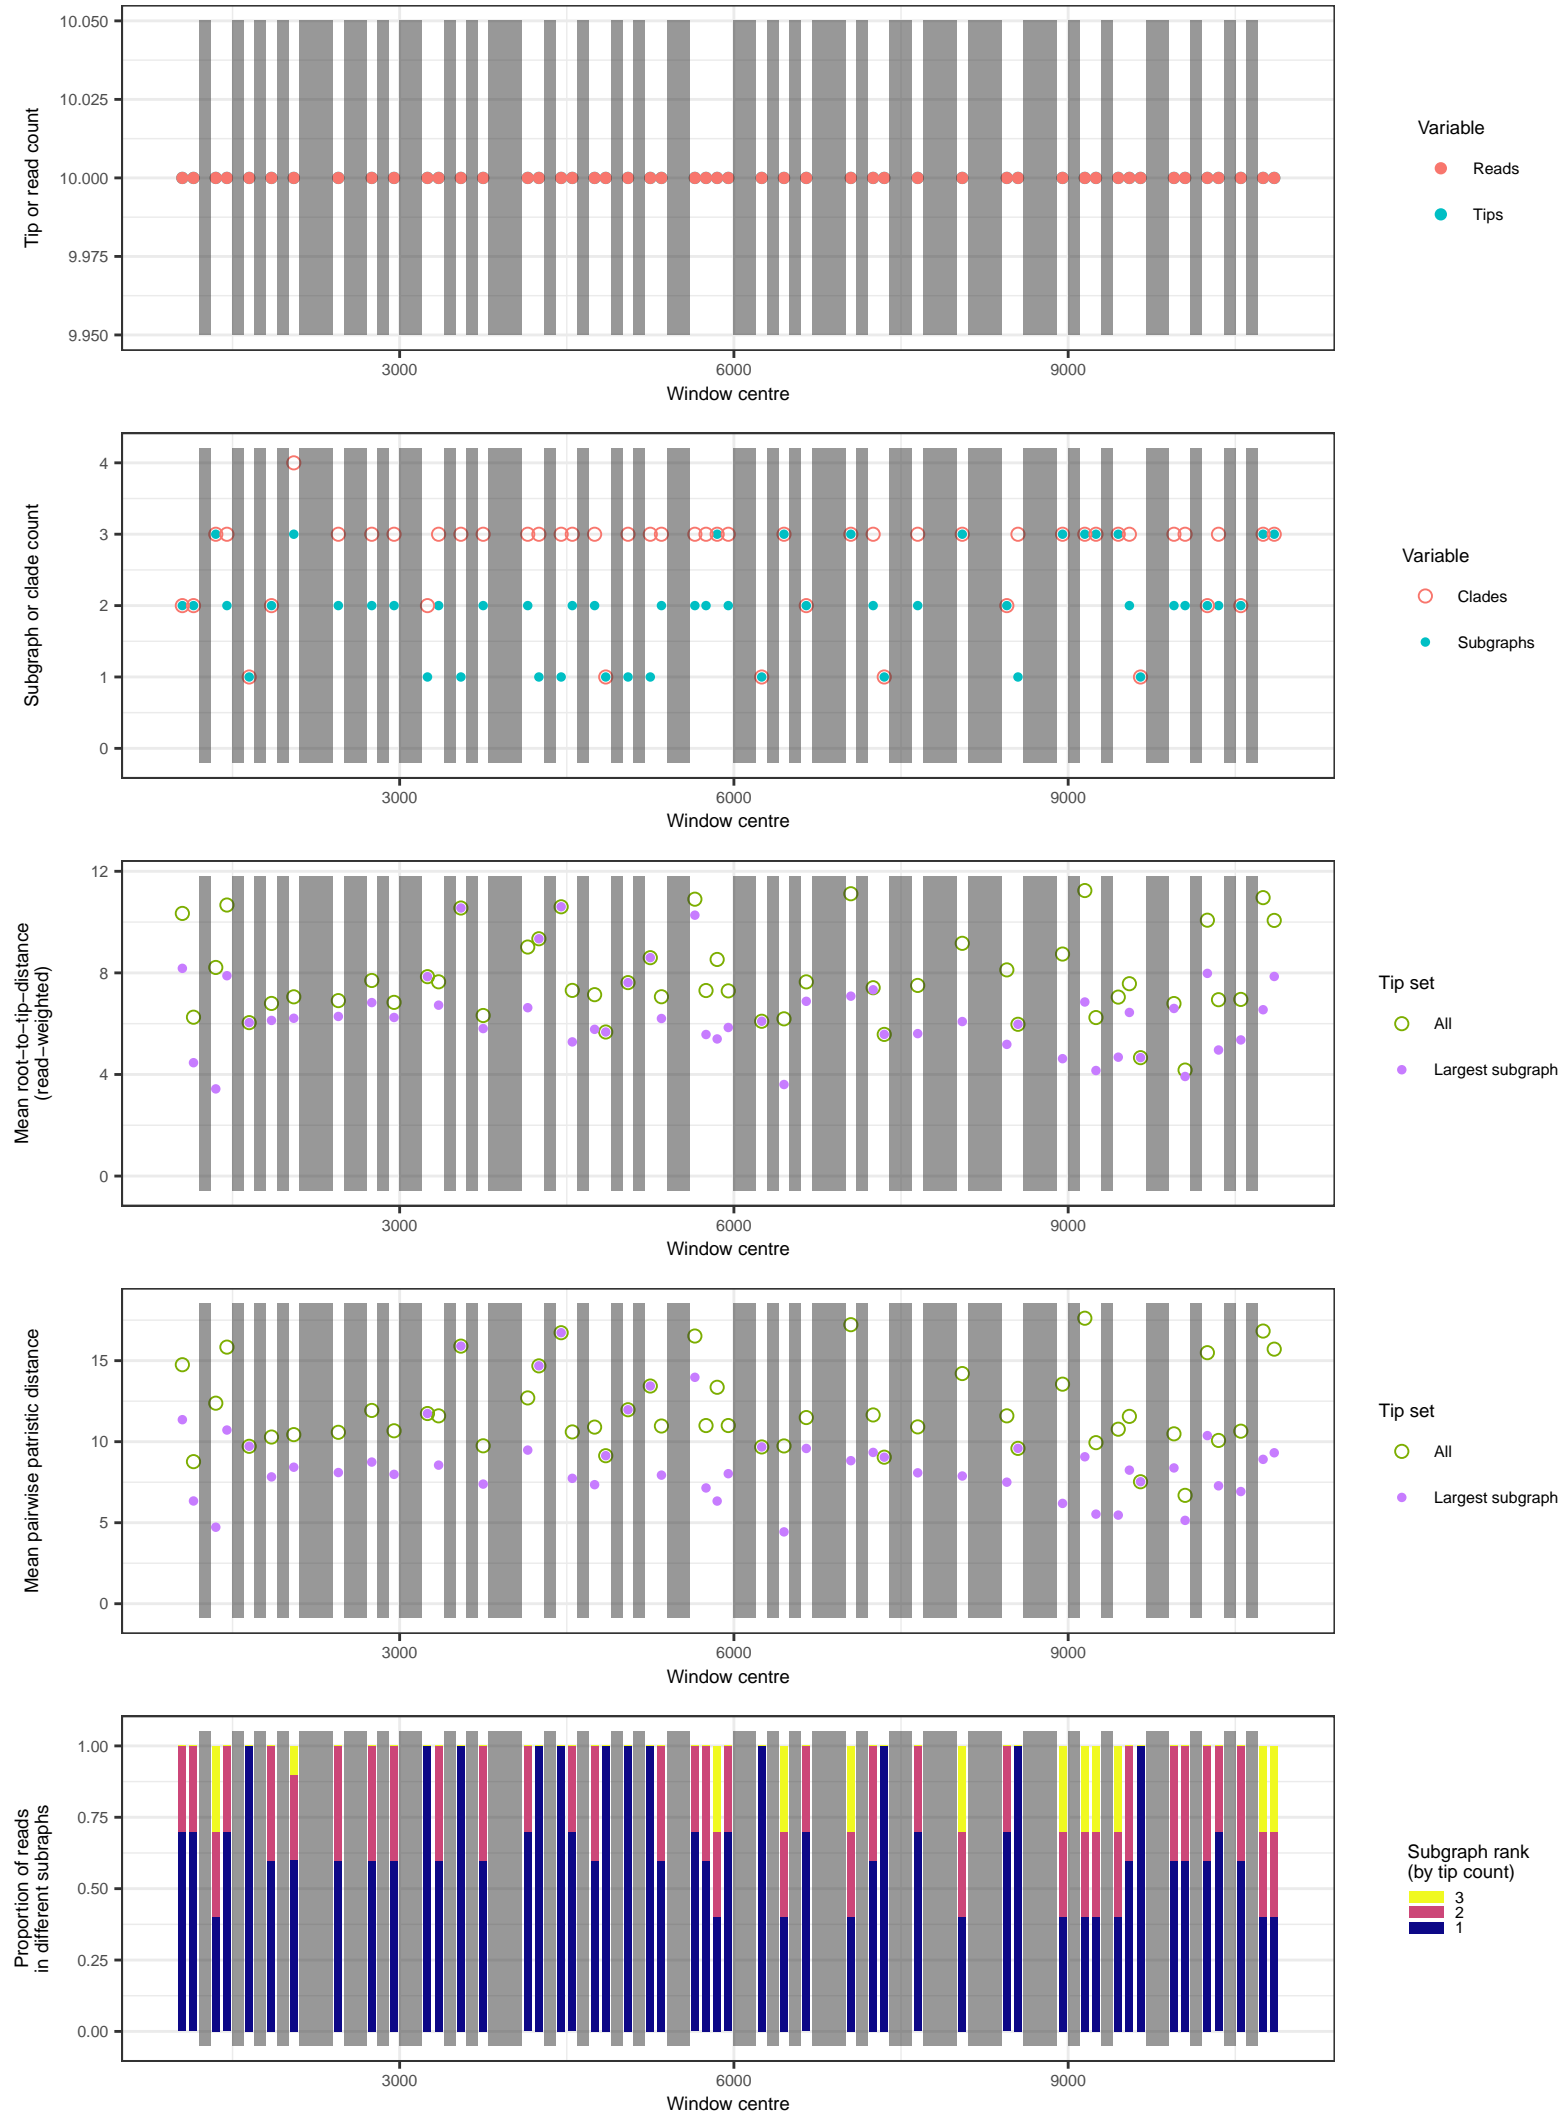 10.050
10.025
10.000
9.975
9.950
Tip or read count
3000
6000
9000
Window centre
Variable
Reads
Tips
4
3
2
1
0
Subgraph or clade count
3000
6000
9000
Window centre
Variable
Clades
Subgraphs
12
8
4
0
Mean root−to−tip−distance
(read−weighted)
3000
6000
9000
Window centre
Tip set
All
Largest subgraph
15
10
5
0
Mean pairwise patristic distance
3000
6000
9000
Window centre
Tip set
All
Largest subgraph
1.00
0.75
0.50
0.25
0.00
Proportion of reads
in different subraphs
3000
6000
9000
Window centre
Subgraph rank
(by tip count)
3
2
1